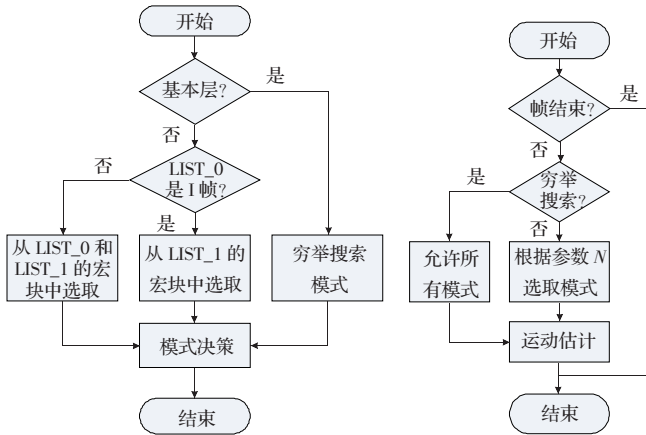 开始
基本层?
是
否
LIST_0
是 I 帧?
否
是
从 LIST_0 和
LIST_1 的宏
块中选取
从 LIST_1 的
宏块中选取
穷举搜索
模式
模式决策
结束
开始
帧结束?
是
否
穷举
搜索?
是
否
允许所
有模式
根据参数 N
选取模式
运动估计
结束